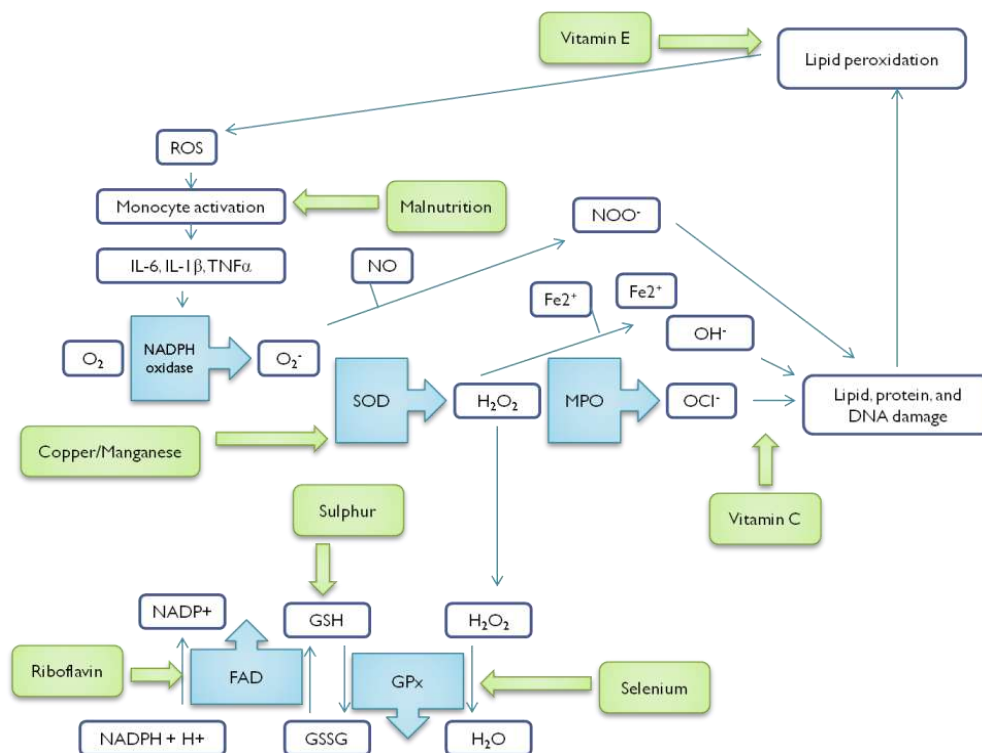 Vitamin E
Lipid peroxidation
ROS
Monocyte activation
Malnutrition
NOO⁻
IL-6, IL-1β, TNFα
NO
Fe2⁺
Fe2⁺
OH⁻
O₂
NADPH
oxidase
O₂⁻
SOD
H₂O₂
MPO
OCl⁻
Lipid, protein, and
DNA damage
Copper/Manganese
Sulphur
Vitamin C
NADP+
GSH
H₂O₂
Riboflavin
FAD
GPx
Selenium
NADPH + H+
GSSG
H₂O